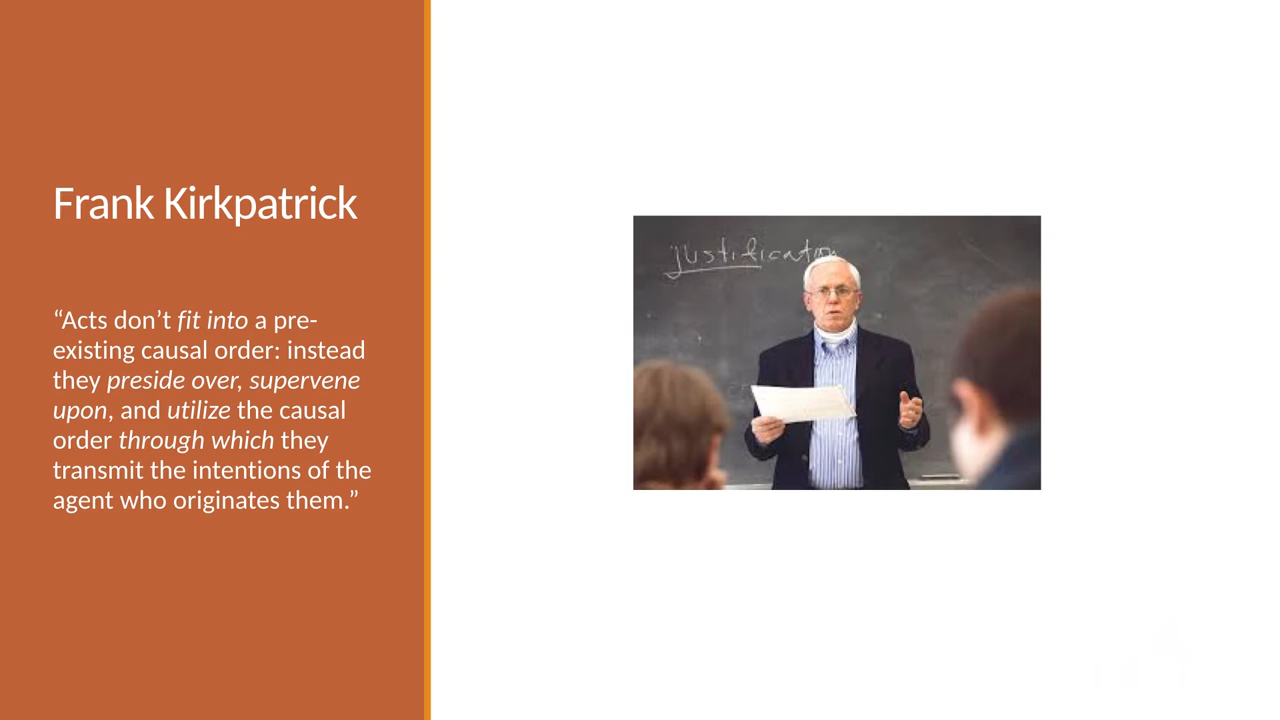 Frank Kirkpatrick
“Acts don’t fit into a pre-
existing causal order: instead
they preside over, supervene
upon, and utilize the causal
order through which they
transmit the intentions of the
agent who originates them.”
justification